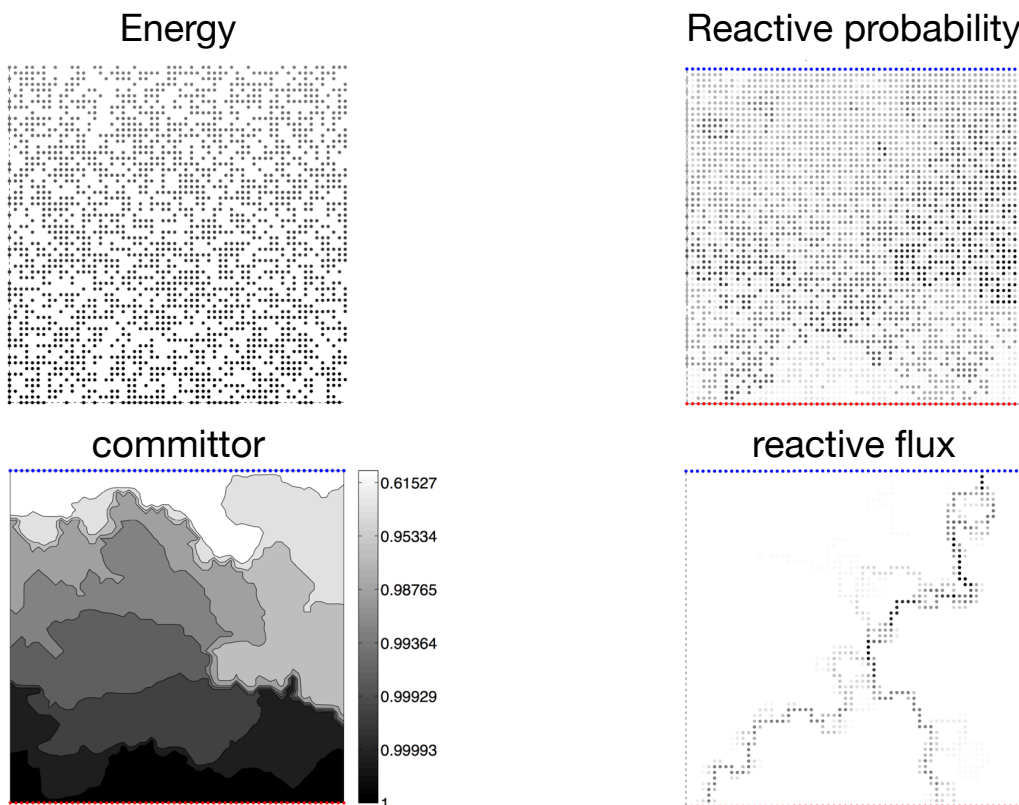 Energy
Reactive probability
committor
reactive flux
0.61527
0.95334
0.98765
0.99364
0.99929
0.99993
1